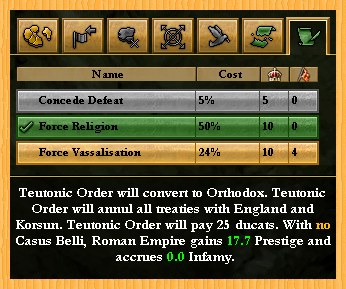 Name Cost
Concede Defeat 5% 5 0
Force Religion 50% 10 0
Force Vassalisation 24% 10 4
Teutonic Order will convert to Orthodox. Teutonic
Order will annul all treaties with England and
Korsun. Teutonic Order will pay 25 ducats. With no
Casus Belli, Roman Empire gains 17.7 Prestige and
accrues 0.0 Infamy.